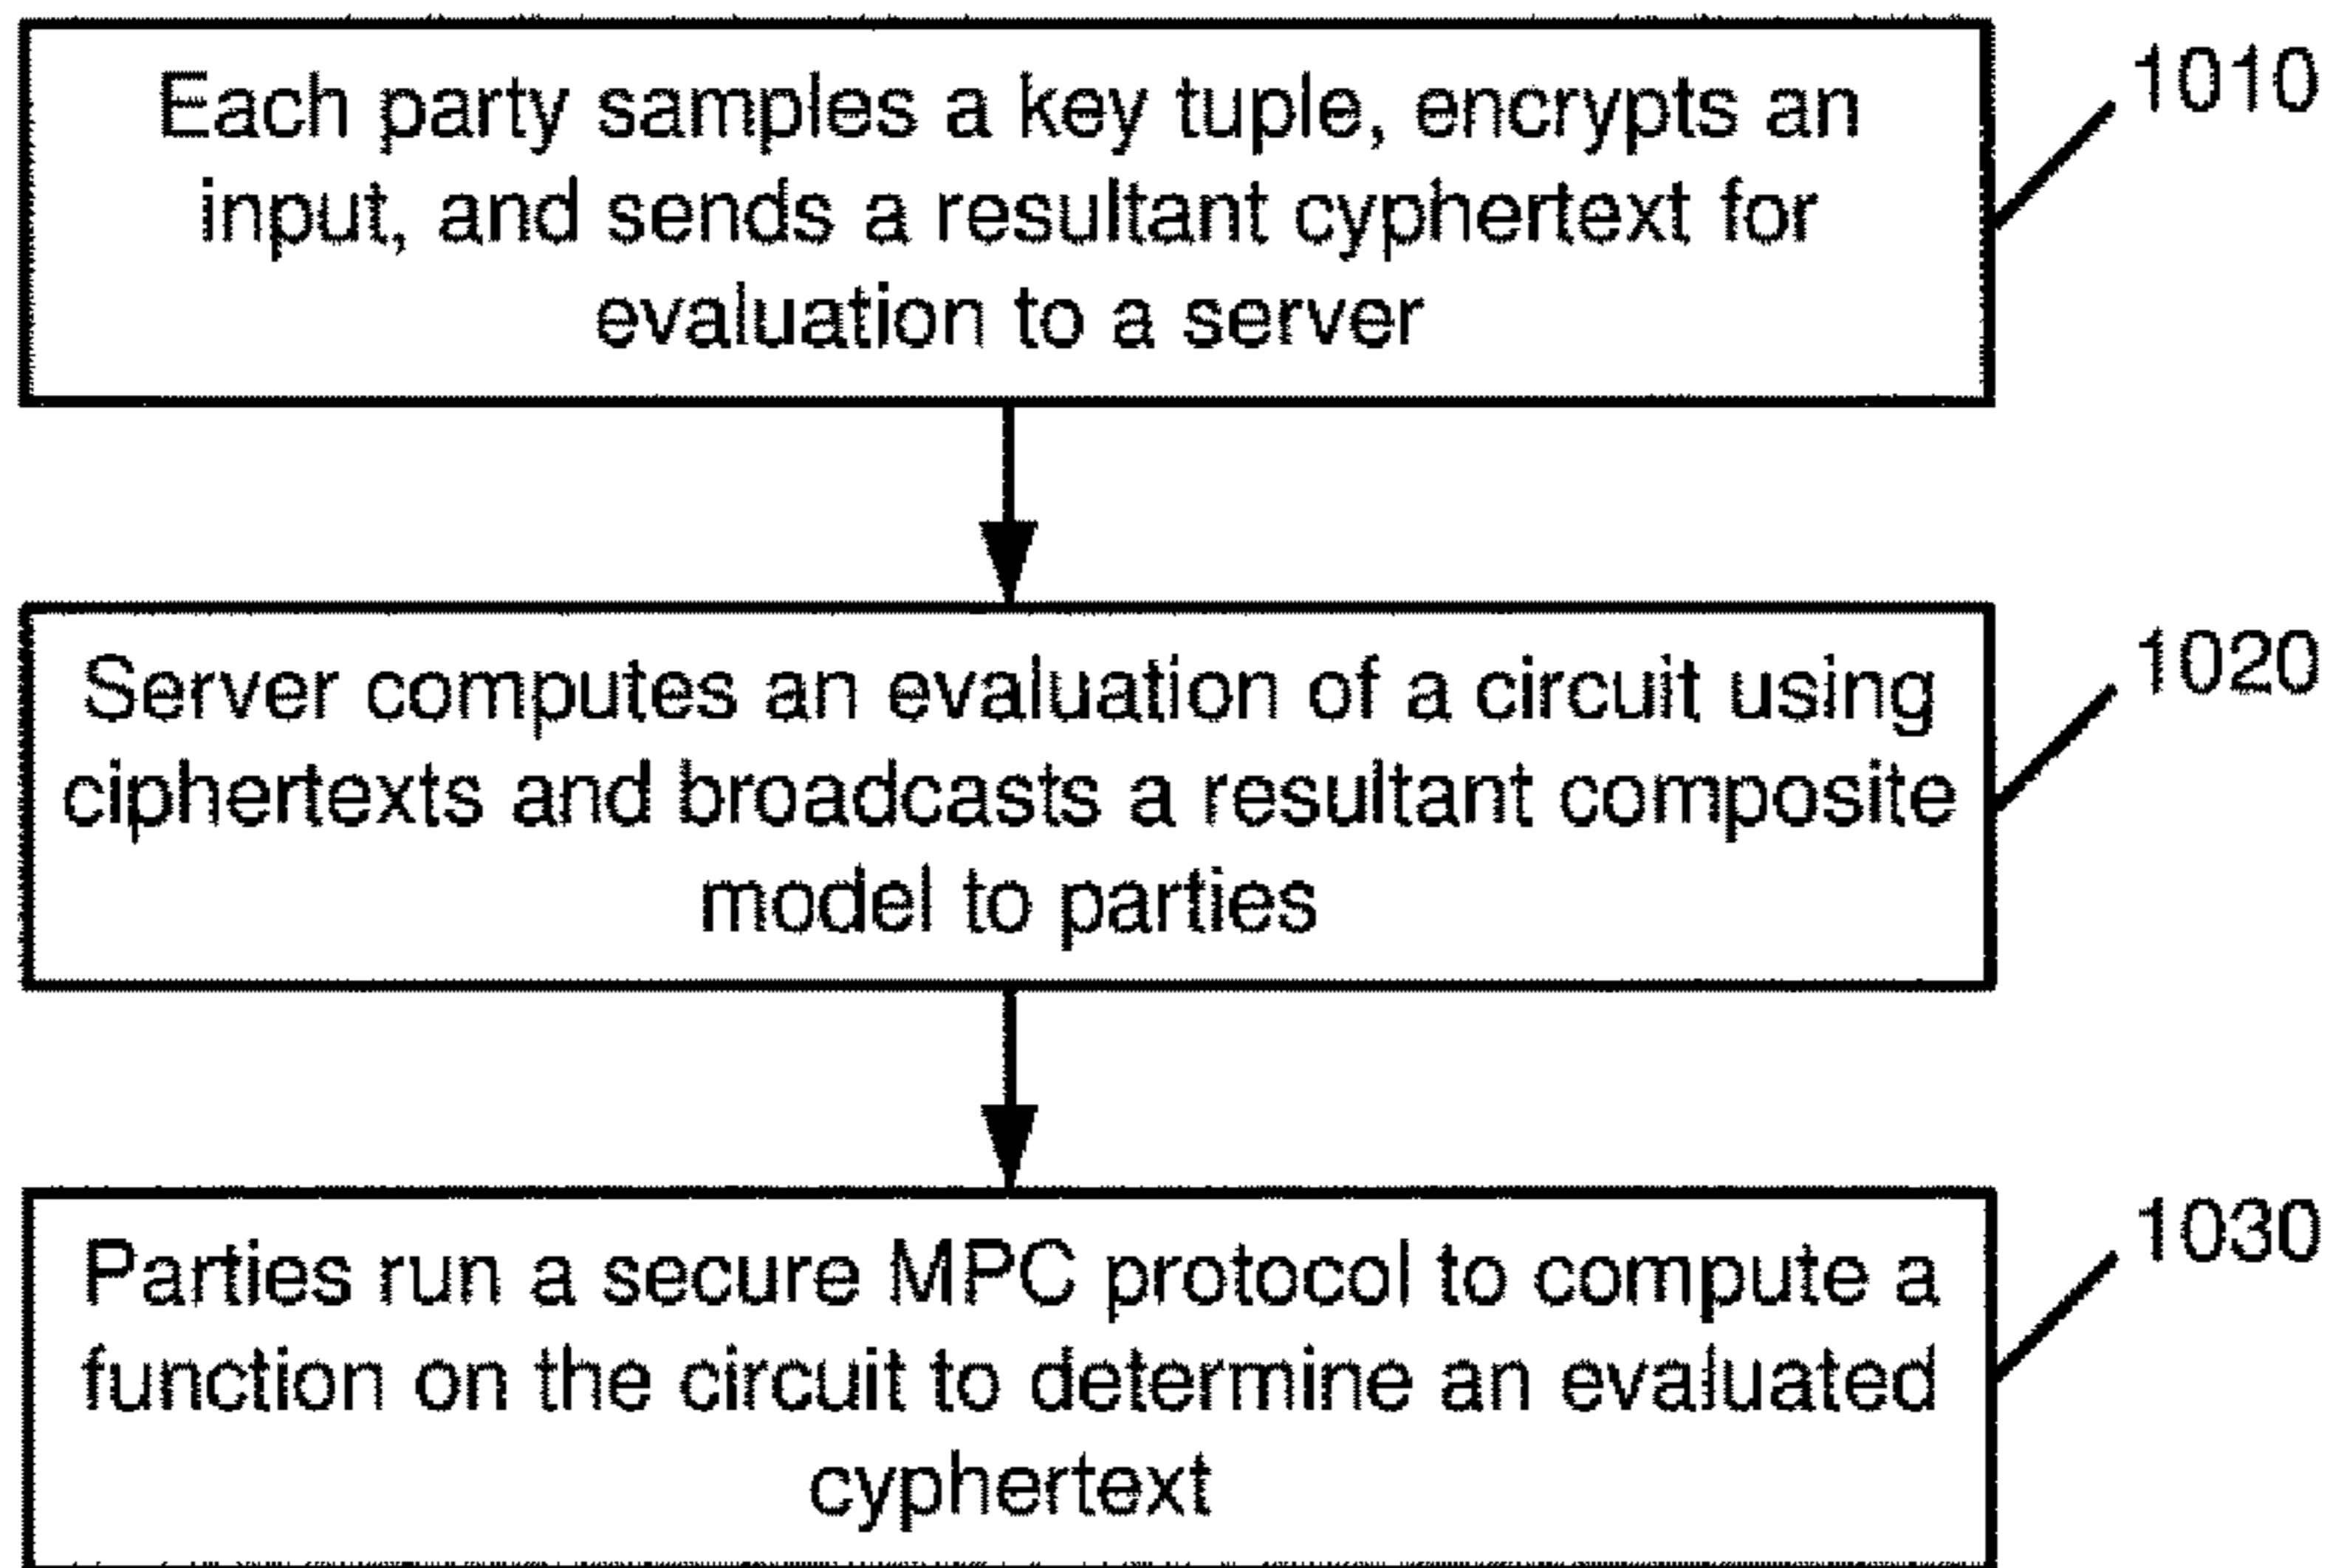 Each party samples a key tuple, encrypts an
input, and sends a resultant cyphertext for
evaluation to a server
1010
Server computes an evaluation of a circuit using
ciphertexts and broadcasts a resultant composite
model to parties
1020
Parties run a secure MPC protocol to compute a
function on the circuit to determine an evaluated
cyphertext
1030